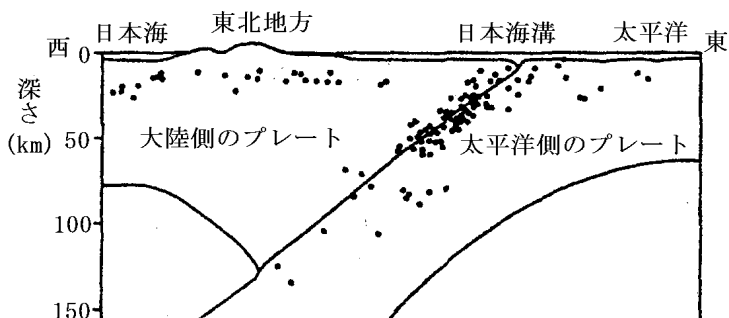 日本海 東北地方 日本海溝 太平洋
西 0 東
深さ
(km)
50
大陸側のプレート 太平洋側のプレート
100
150